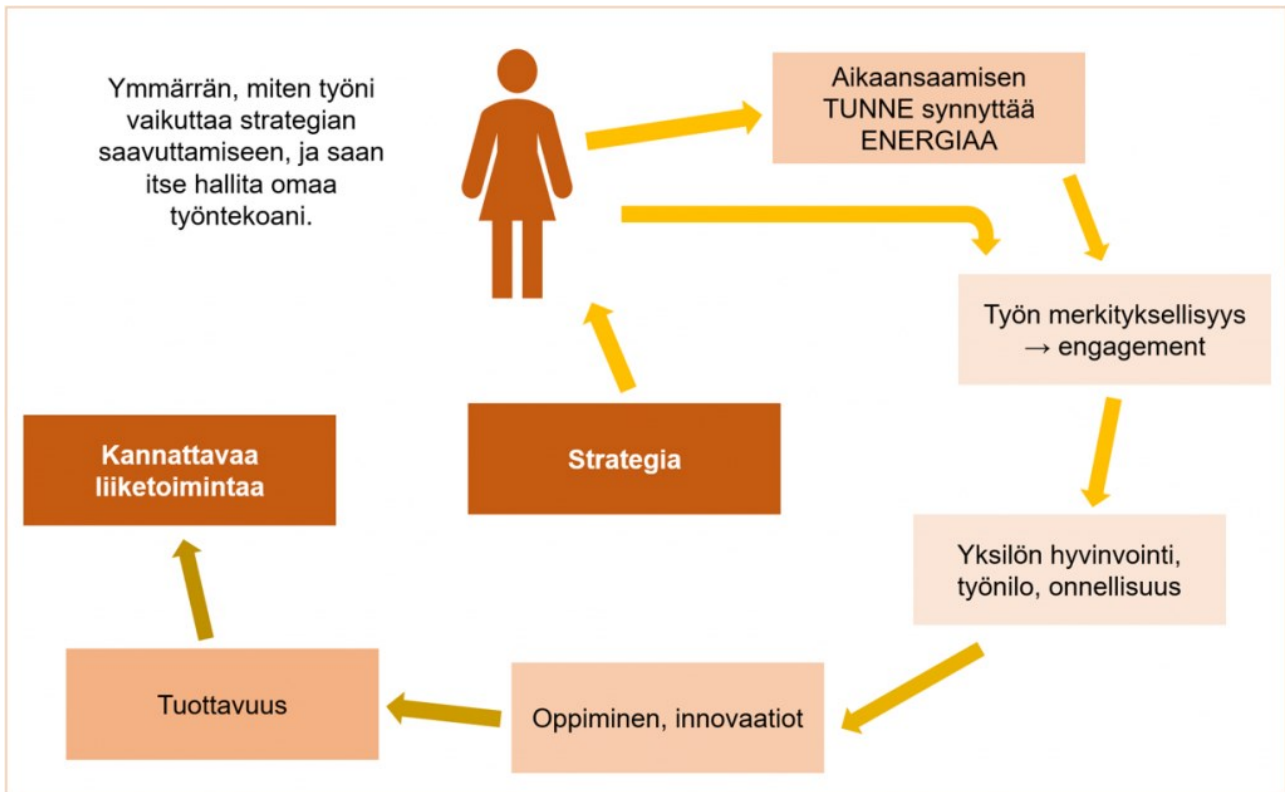 Ymmärrän, miten työni
vaikuttaa strategian
saavuttamiseen, ja saan
itse hallita omaa
työntekoani.
Aikaansaamisen
TUNNE synnyttää
ENERGIAA
Työn merkityksellisyys
→ engagement
Strategia
Kannattavaa
liiketoimintaa
Yksilön hyvinvointi,
työnilo, onnellisuus
Oppiminen, innovaatiot
Tuottavuus